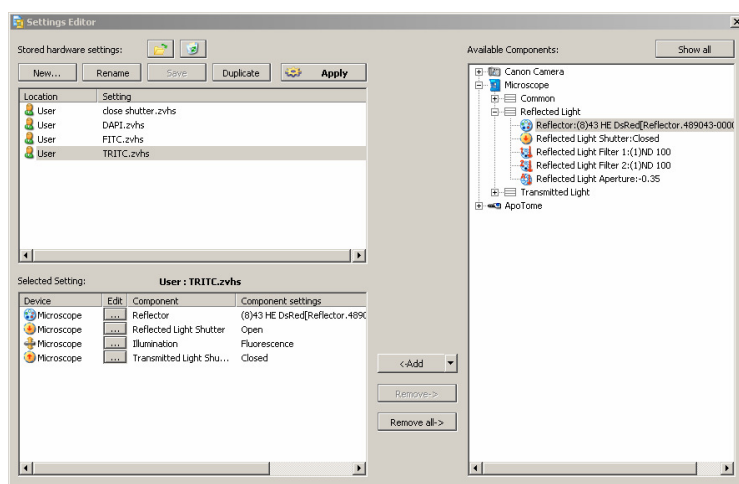 Settings Editor
Stored hardware settings:
New... Rename Save Duplicate Apply
Location Setting
User close shutter.zvhs
User DAPI.zvhs
User FITC.zvhs
User TRITC.zvhs
Selected Setting: User : TRITC.zvhs
Device Edit Component Component settings
Microscope ... Reflector (8)43 HE DsRed[Reflector.489(
Microscope ... Reflected Light Shutter Open
Microscope ... Illumination Fluorescence
Microscope ... Transmitted Light Shu... Closed
<-Add
Remove->
Remove all->
Available Components: Show all
Canon Camera
Microscope
Common
Reflected Light
Reflector:(8)43 HE DsRed[Reflector.489043-000(
Reflected Light Shutter:Closed
Reflected Light Filter 1:(1)ND 100
Reflected Light Filter 2:(1)ND 100
Reflected Light Aperture:-0.35
Transmitted Light
ApoTome